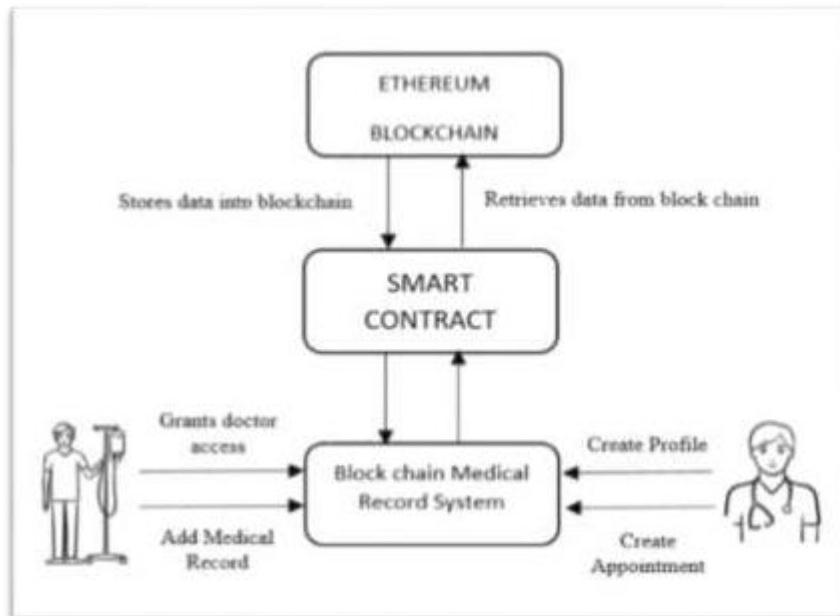 ETHEREUM
BLOCKCHAIN
Stores data into blockchain
Retrieves data from block chain
SMART
CONTRACT
Grants doctor
access
Create Profile
Block chain Medical
Record System
Add Medical
Record
Create
Appointment